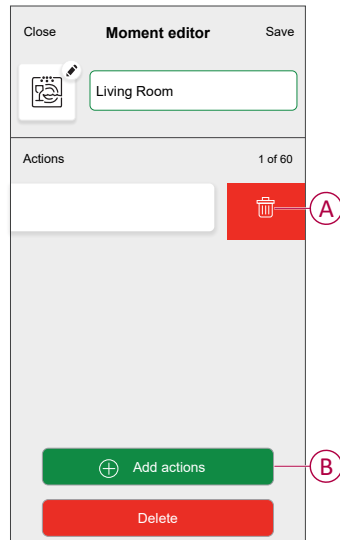 Close Moment editor Save
Living Room
Actions 1 of 60
A
Add actions
B
Delete